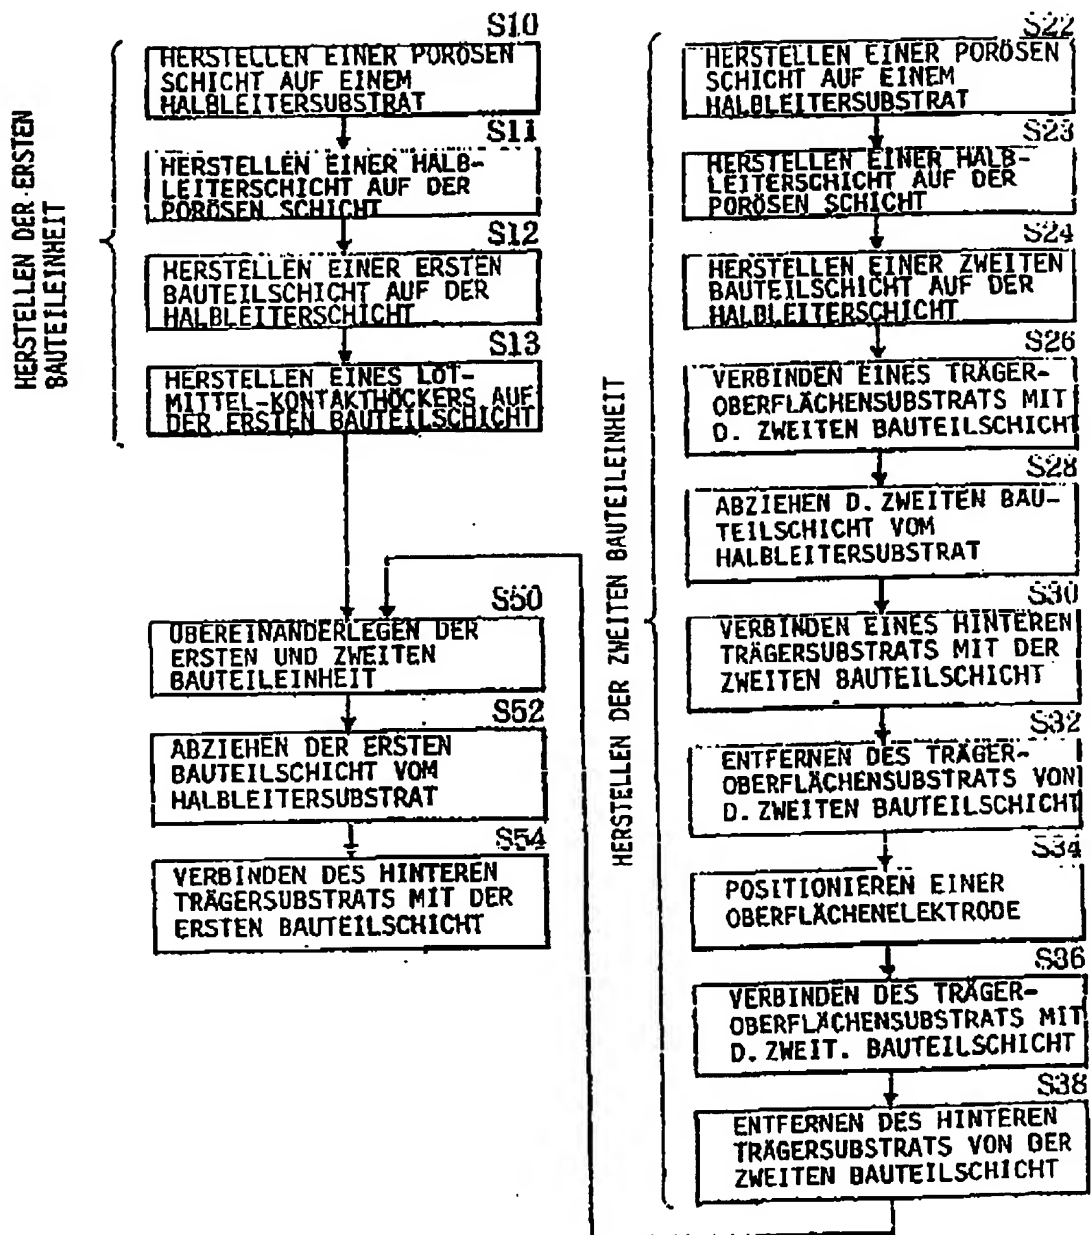 HERSTELLEN DER ERSTEN
BAUTEILEINHEIT
S10
HERSTELLEN EINER PORÖSEN
SCHICHT AUF EINEM
HALBLEITERSUBSTRAT
S11
HERSTELLEN EINER HALB-
LEITERSCHICHT AUF DER
PORÖSEN SCHICHT
S12
HERSTELLEN EINER ERSTEN
BAUTEILSCHICHT AUF DER
HALBLEITERSCHICHT
S13
HERSTELLEN EINES LOT-
MITTEL-KONTAKTHÖCKERS AUF
DER ERSTEN BAUTEILSCHICHT
S50
ÜBEREINANDERLEGEN DER
ERSTEN UND ZWEITEN
BAUTEILEINHEIT
S52
ABZIEHEN DER ERSTEN
BAUTEILSCHICHT VOM
HALBLEITERSUBSTRAT
S54
VERBINDEN DES HINTEREN
TRÄGERSUBSTRATS MIT DER
ERSTEN BAUTEILSCHICHT
HERSTELLEN DER ZWEITEN BAUTEILEINHEIT
S22
HERSTELLEN EINER PORÖSEN
SCHICHT AUF EINEM
HALBLEITERSUBSTRAT
S23
HERSTELLEN EINER HALB-
LEITERSCHICHT AUF DER
PORÖSEN SCHICHT
S24
HERSTELLEN EINER ZWEITEN
BAUTEILSCHICHT AUF DER
HALBLEITERSCHICHT
S26
VERBINDEN EINES TRÄGER-
OBERFLÄCHENSUBSTRATS MIT
D. ZWEITEN BAUTEILSCHICHT
S28
ABZIEHEN D. ZWEITEN BAU-
TEILSCHICHT VOM
HALBLEITERSUBSTRAT
S30
VERBINDEN EINES HINTEREN
TRÄGERSUBSTRATS MIT DER
ZWEITEN BAUTEILSCHICHT
S32
ENTFERNEN DES TRÄGER-
OBERFLÄCHENSUBSTRATS VON
D. ZWEITEN BAUTEILSCHICHT
S34
POSITIONIEREN EINER
OBERFLÄCHENELEKTRODE
S36
VERBINDEN DES TRÄGER-
OBERFLÄCHENSUBSTRATS MIT
D. ZWEIT. BAUTEILSCHICHT
S38
ENTFERNEN DES HINTEREN
TRÄGERSUBSTRATS VON DER
ZWEITEN BAUTEILSCHICHT